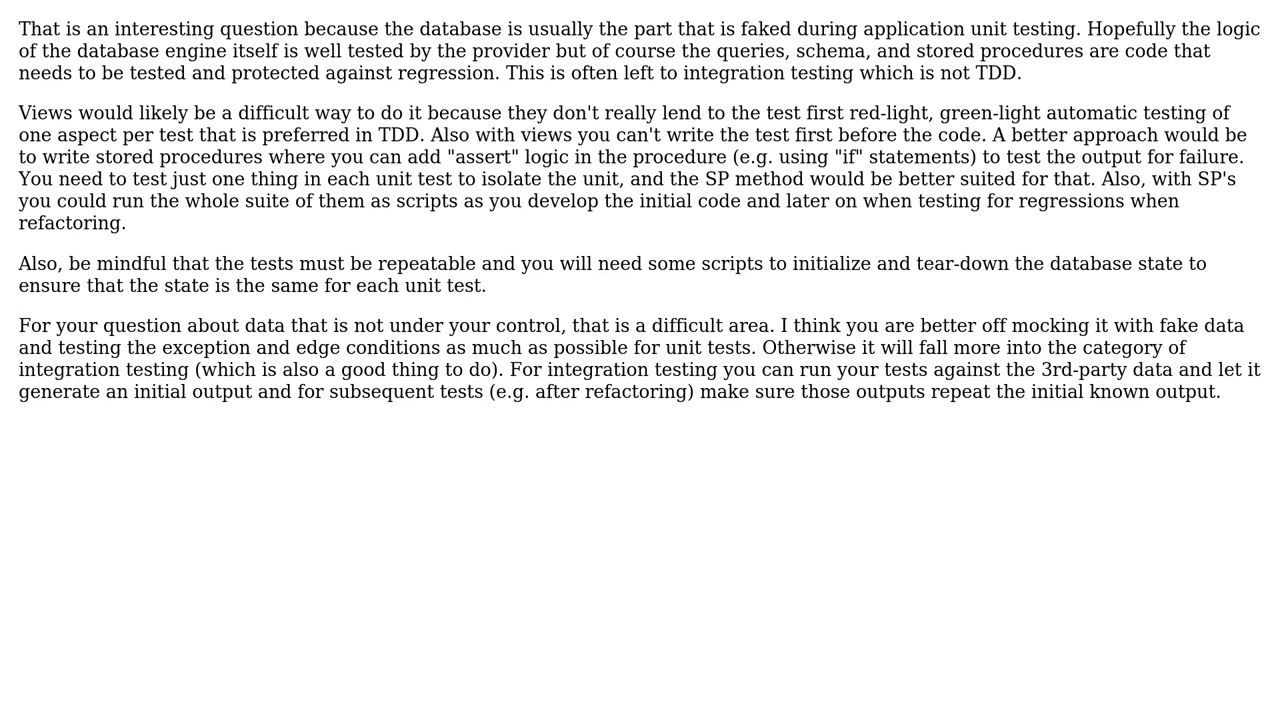 That is an interesting question because the database is usually the part that is faked during application unit testing. Hopefully the logic
of the database engine itself is well tested by the provider but of course the queries, schema, and stored procedures are code that
needs to be tested and protected against regression. This is often left to integration testing which is not TDD.
Views would likely be a difficult way to do it because they don't really lend to the test first red-light, green-light automatic testing of
one aspect per test that is preferred in TDD. Also with views you can't write the test first before the code. A better approach would be
to write stored procedures where you can add "assert" logic in the procedure (e.g. using "if" statements) to test the output for failure.
You need to test just one thing in each unit test to isolate the unit, and the SP method would be better suited for that. Also, with SP's
you could run the whole suite of them as scripts as you develop the initial code and later on when testing for regressions when
refactoring.
Also, be mindful that the tests must be repeatable and you will need some scripts to initialize and tear-down the database state to
ensure that the state is the same for each unit test.
For your question about data that is not under your control, that is a difficult area. I think you are better off mocking it with fake data
and testing the exception and edge conditions as much as possible for unit tests. Otherwise it will fall more into the category of
integration testing (which is also a good thing to do). For integration testing you can run your tests against the 3rd-party data and let it
generate an initial output and for subsequent tests (e.g. after refactoring) make sure those outputs repeat the initial known output.